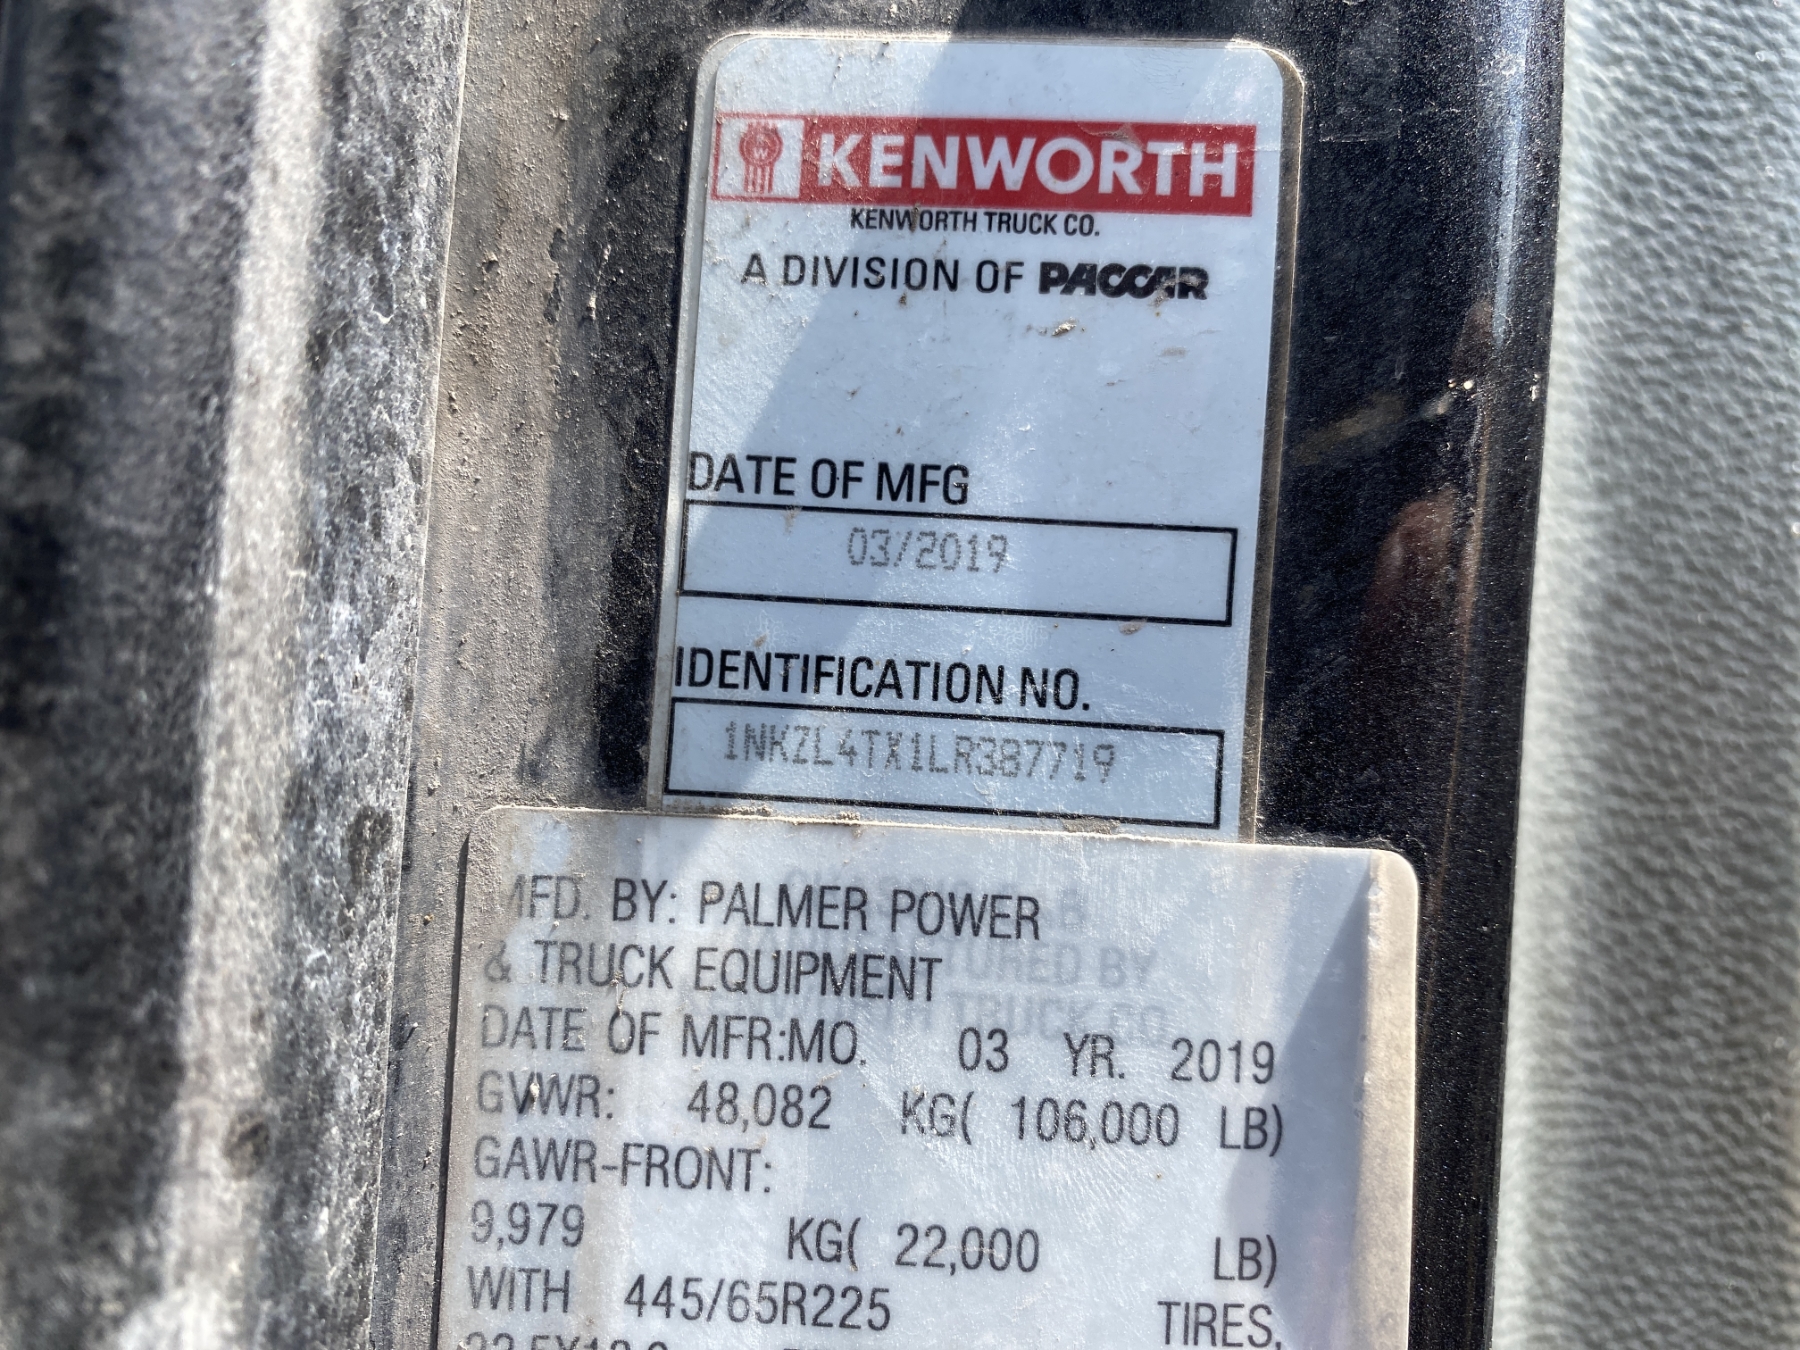 KENWORTH
KENWORTH TRUCK CO.
A DIVISION OF PACCAR
DATE OF MFG
03/2019
IDENTIFICATION NO.
1NKZL4TX1LR387719
MFD. BY: PALMER POWER
& TRUCK EQUIPMENT
DATE OF MFR:MO. 03 YR. 2019
GVWR: 48,082 KG( 106,000 LB)
GAWR-FRONT:
9,979 KG( 22,000 LB)
WITH 445/65R225 TIRES,